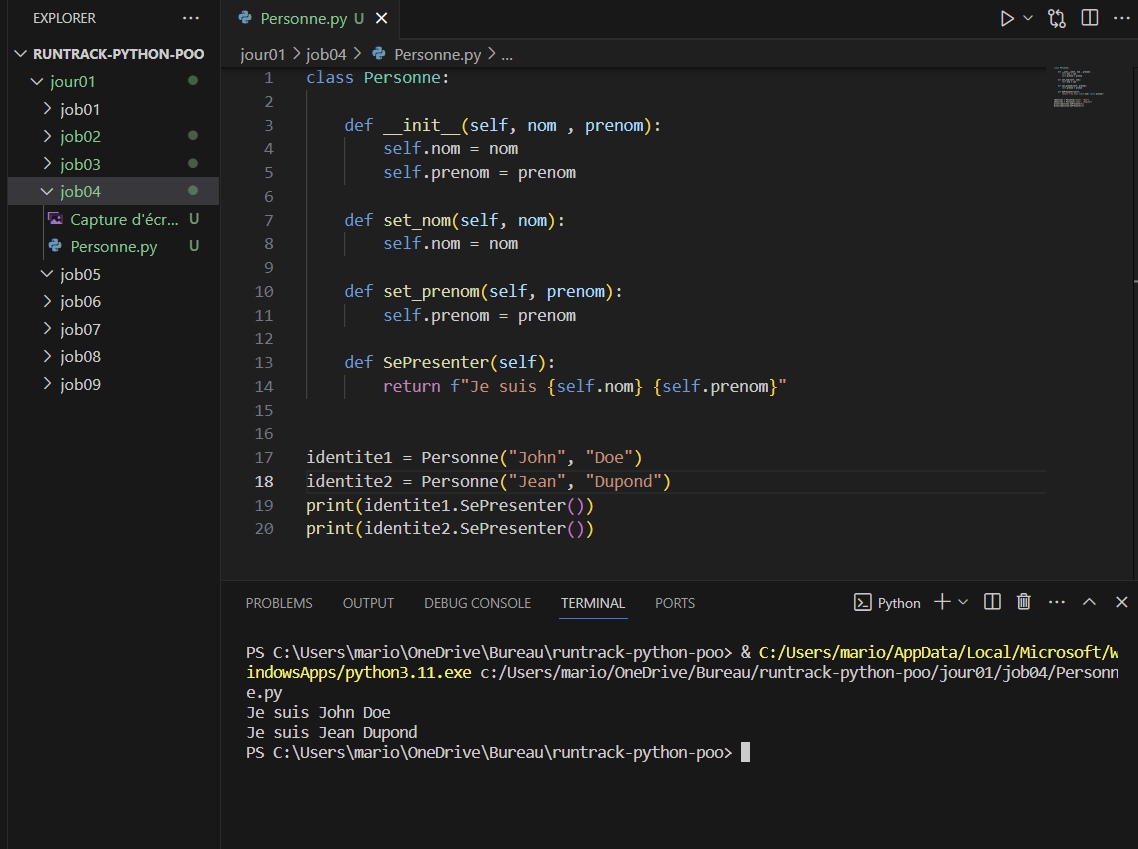 EXPLORER
RUNTRACK-PYTHON-POO
jour01
job01
job02
job03
job04
Capture d'écr... U
Personne.py U
job05
job06
job07
job08
job09
Personne.py U
jour01 > job04 > Personne.py > ...
1 class Personne:
2
3 def __init__(self, nom , prenom):
4 self.nom = nom
5 self.prenom = prenom
6
7 def set_nom(self, nom):
8 self.nom = nom
9
10 def set_prenom(self, prenom):
11 self.prenom = prenom
12
13 def SePresenter(self):
14 return f"Je suis {self.nom} {self.prenom}"
15
16
17 identite1 = Personne("John", "Doe")
18 identite2 = Personne("Jean", "Dupond")
19 print(identite1.SePresenter())
20 print(identite2.SePresenter())
PROBLEMS OUTPUT DEBUG CONSOLE TERMINAL PORTS Python
PS C:\Users\mario\OneDrive\Bureau\runtrack-python-poo> & C:/Users/mario/AppData/Local/Microsoft/W
indowsApps/python3.11.exe c:/Users/mario/OneDrive/Bureau/runtrack-python-poo/jour01/job04/Personn
e.py
Je suis John Doe
Je suis Jean Dupond
PS C:\Users\mario\OneDrive\Bureau\runtrack-python-poo>